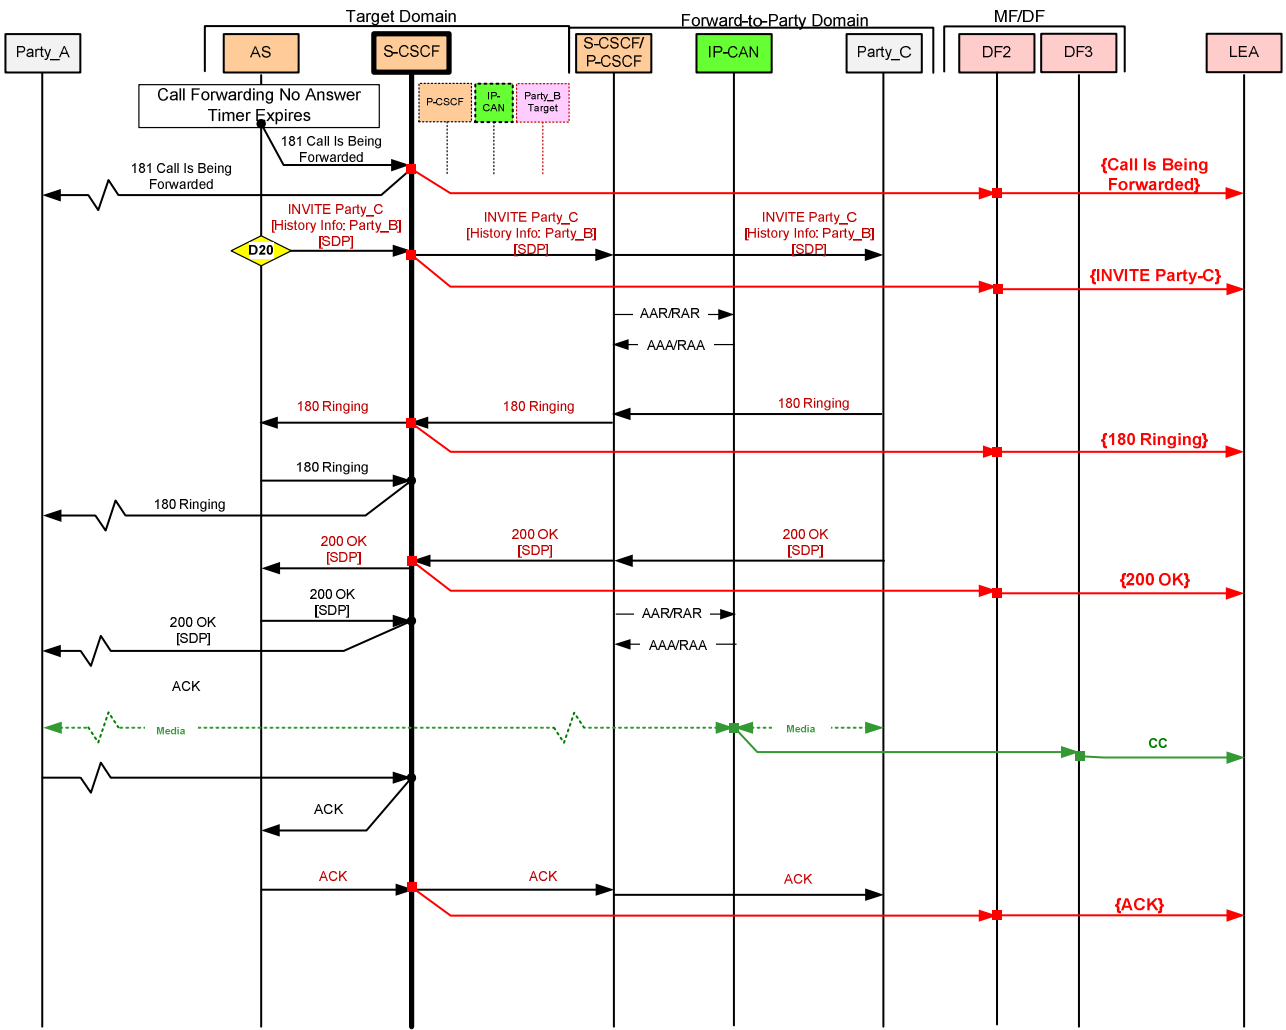 Target Domain
Forward-to-Party Domain
MF/DF
Party_A
AS
S-CSCF
S-CSCF/
P-CSCF
IP-CAN
Party_C
DF2
DF3
LEA
Call Forwarding No Answer
Timer Expires
P-CSCF
IP-
CAN
Party_B
Target
181 Call Is Being
Forwarded
181 Call Is Being
Forwarded
{Call Is Being
Forwarded}
INVITE Party_C
[History Info: Party_B]
[SDP]
INVITE Party_C
[History Info: Party_B]
[SDP]
INVITE Party_C
[History Info: Party_B]
[SDP]
D20
{INVITE Party-C}
AAR/RAR
AAA/RAA
180 Ringing
180 Ringing
180 Ringing
{180 Ringing}
180 Ringing
180 Ringing
200 OK
[SDP]
200 OK
[SDP]
200 OK
[SDP]
{200 OK}
200 OK
[SDP]
AAR/RAR
200 OK
[SDP]
AAA/RAA
ACK
Media
Media
CC
ACK
ACK
ACK
ACK
{ACK}